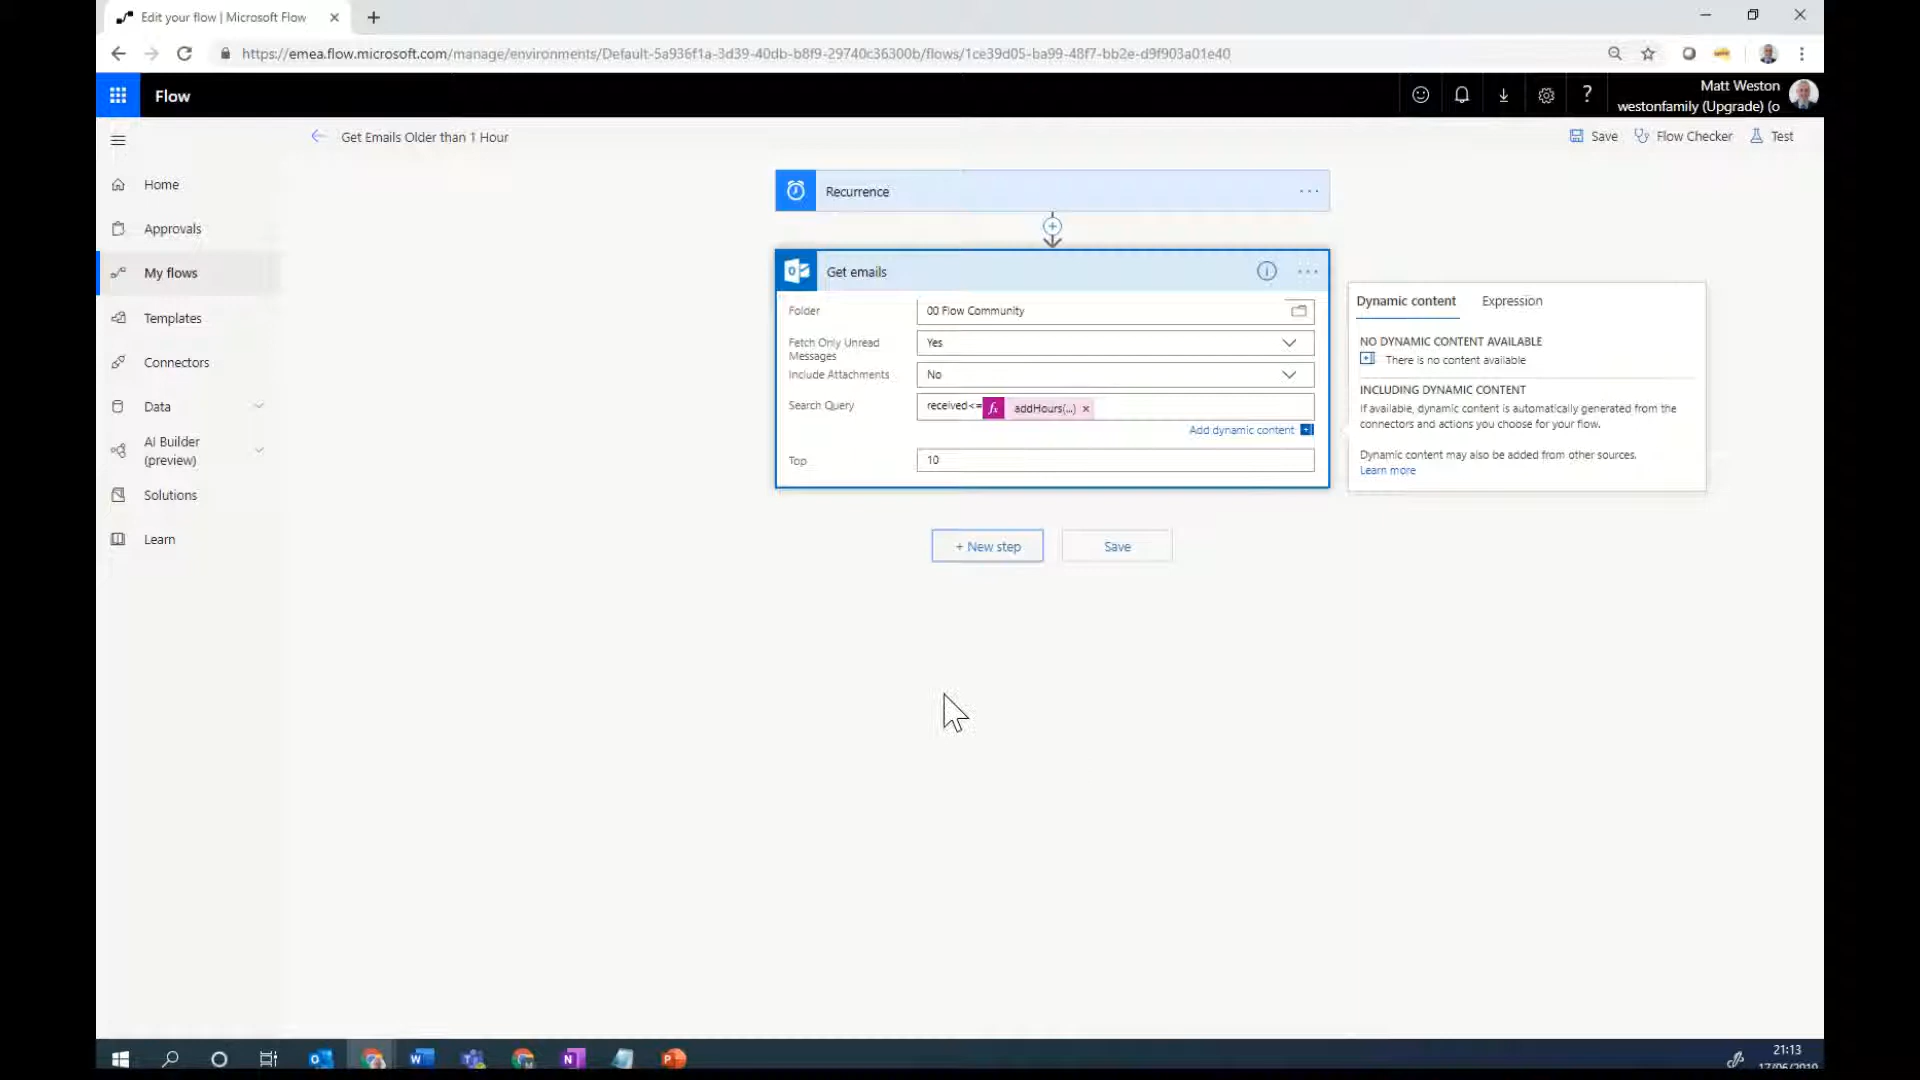 Edit your flow | Microsoft Flow
https://emea.flow.microsoft.com/manage/environments/Default-5a936f1a-3d39-40db-b8f9-29740c36300b/flows/1ce39d05-ba99-48f7-bb2e-d9f903a01e40
Flow
Matt Weston
westonfamily (Upgrade) (o
Get Emails Older than 1 Hour
Save
Flow Checker
Test
Home
Approvals
My flows
Templates
Connectors
Data
AI Builder
(preview)
Solutions
Learn
Recurrence
Get emails
Folder
00 Flow Community
Fetch Only Unread
Messages
Yes
Include Attachments
No
Search Query
received<= fx addHours(...) x
Add dynamic content
Top
10
+ New step
Save
Dynamic content
Expression
NO DYNAMIC CONTENT AVAILABLE
There is no content available
INCLUDING DYNAMIC CONTENT
If available, dynamic content is automatically generated from the
connectors and actions you choose for your flow.
Dynamic content may also be added from other sources.
Learn more
21:13
17/06/2019